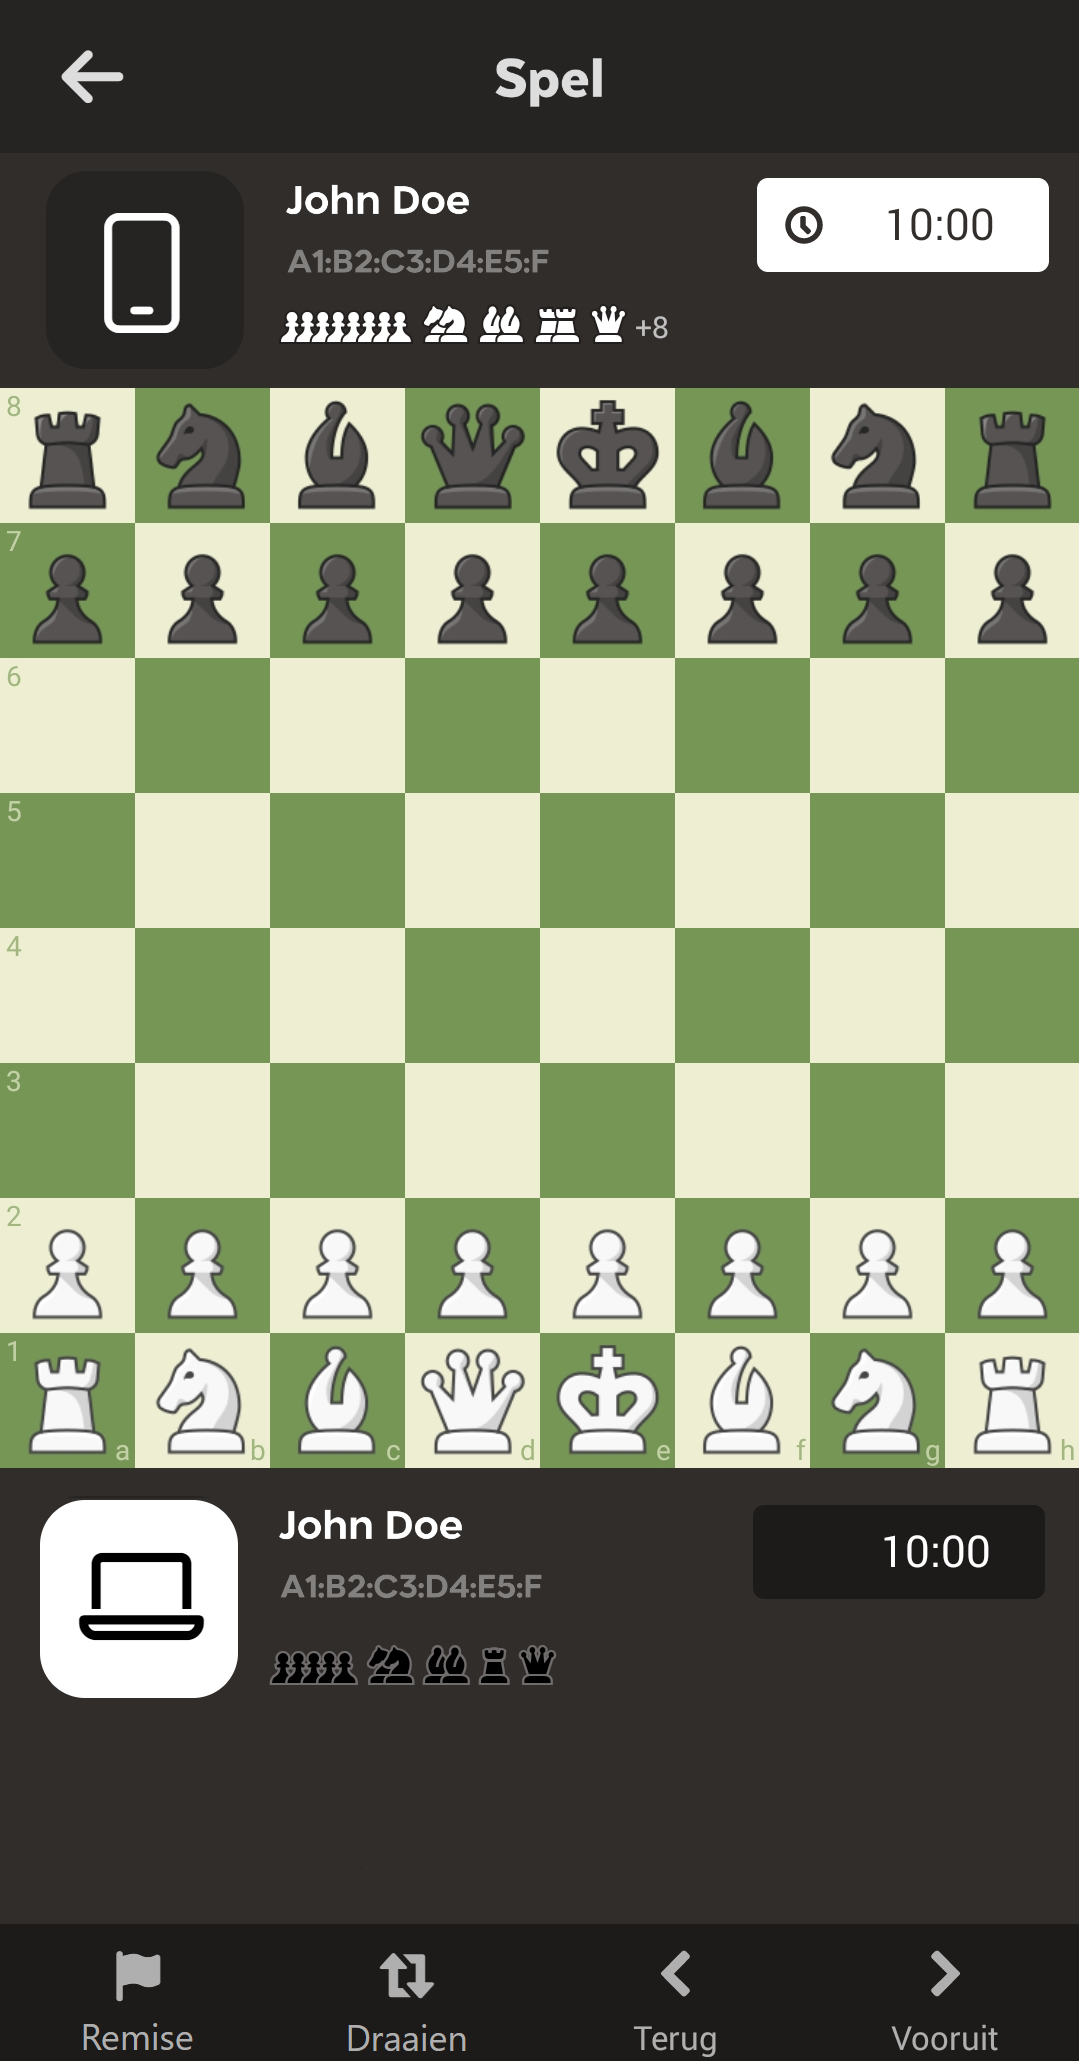 Spel
John Doe
10:00
A1:B2:C3:D4:E5:F
+8
8
7
6
5
4
3
2
1
a b c d e f g h
John Doe
10:00
A1:B2:C3:D4:E5:F
Remise Draaien Terug Vooruit